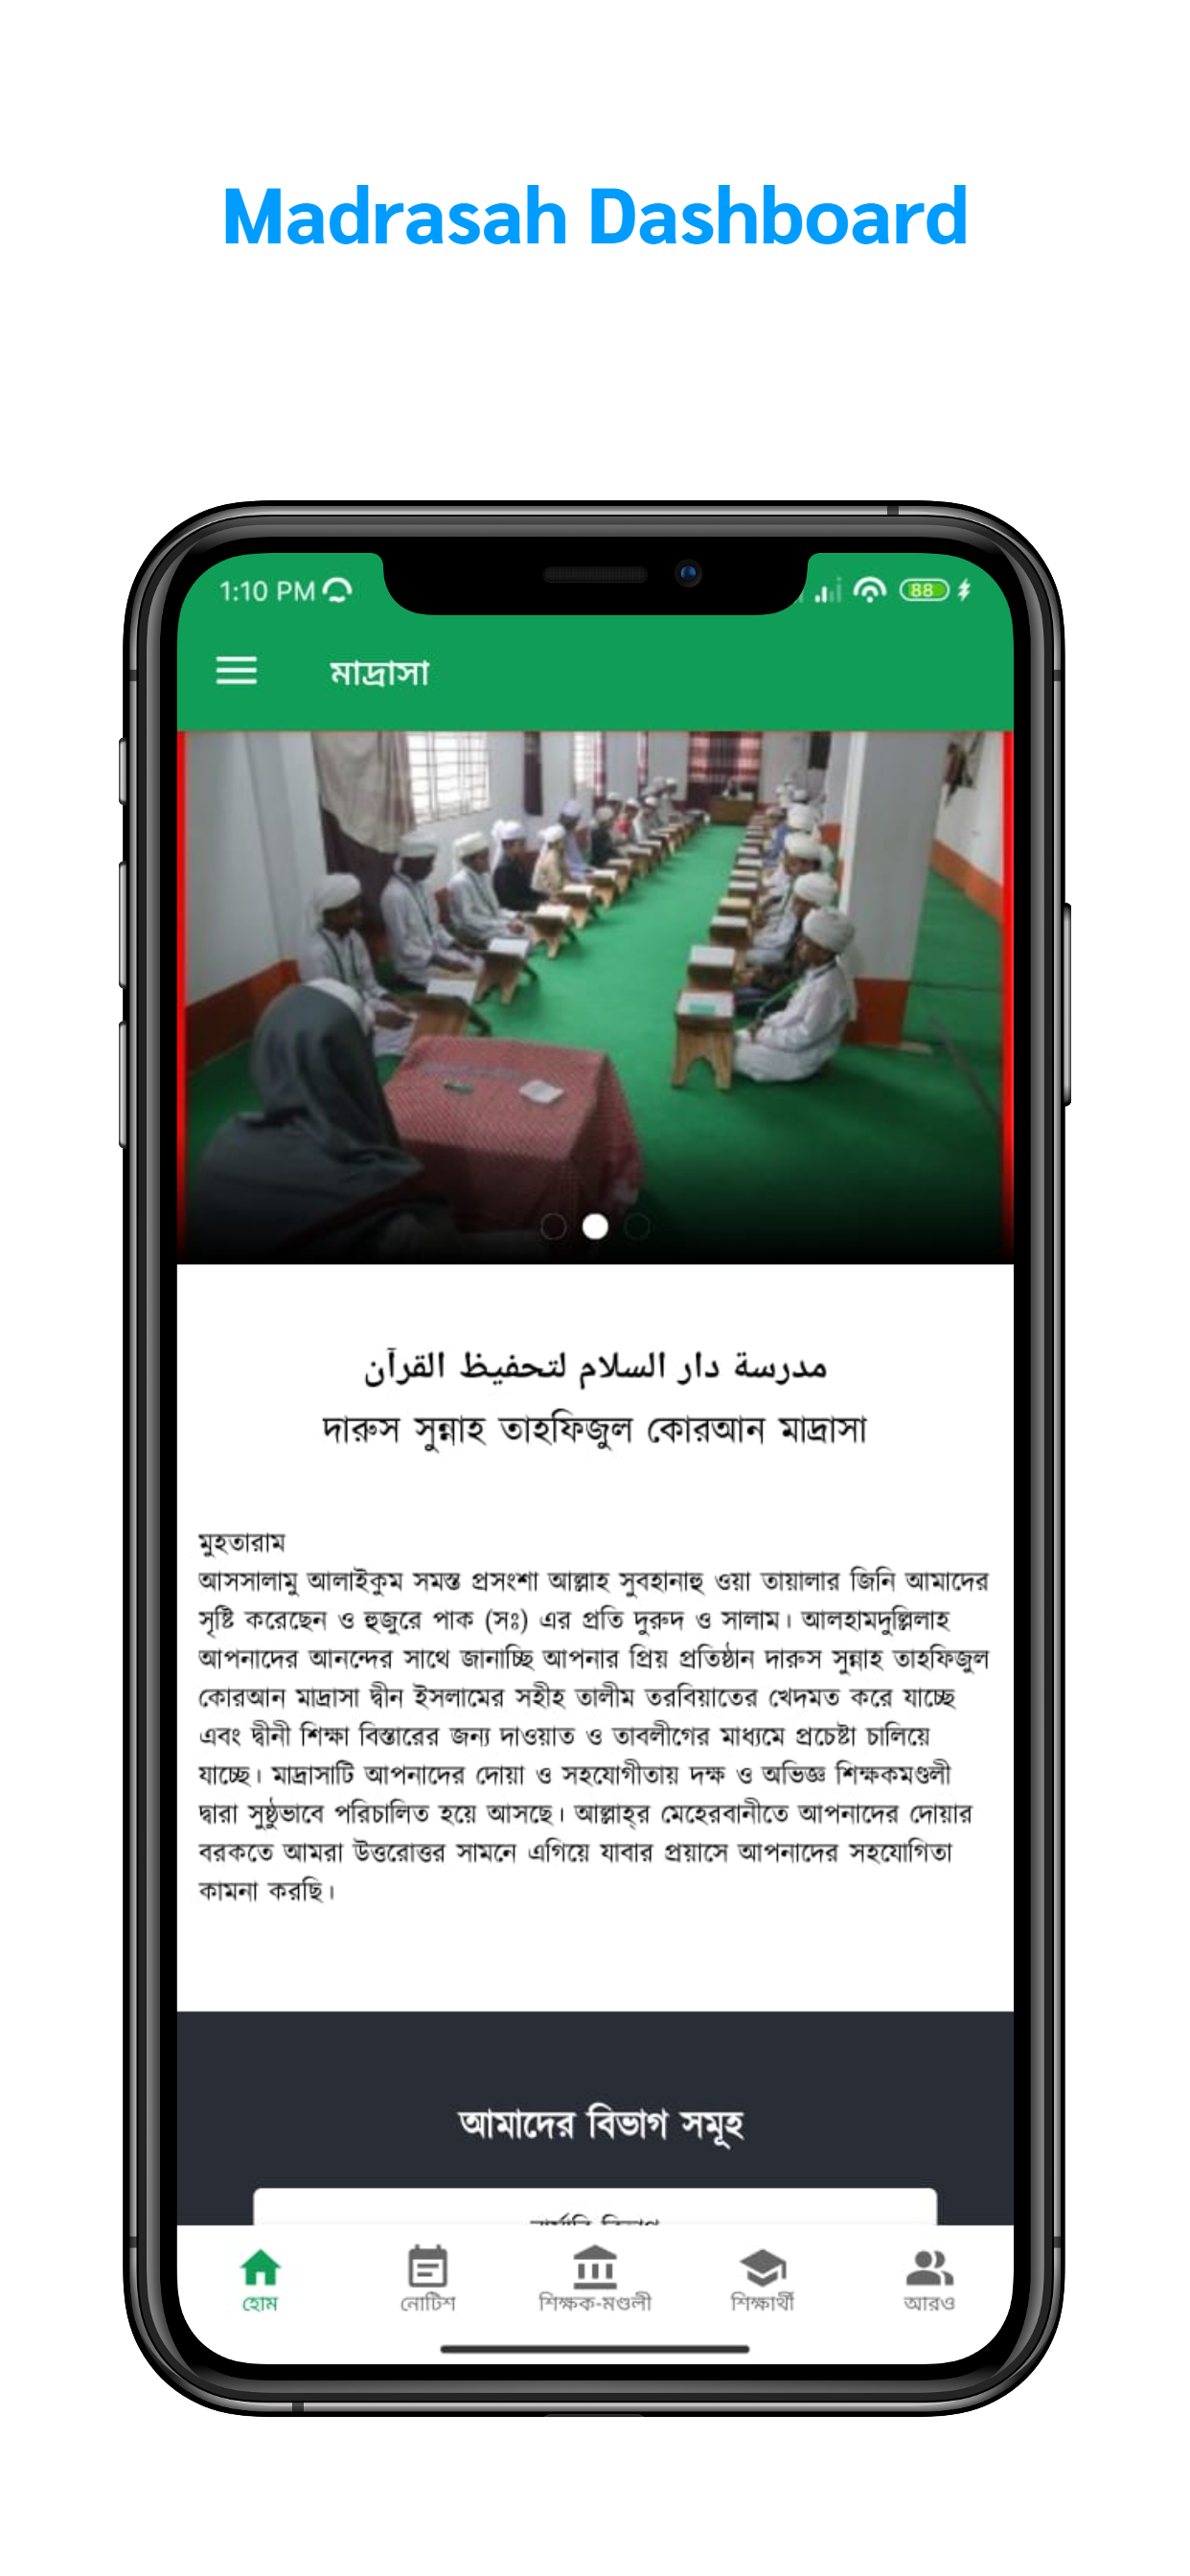 Madrasah Dashboard
1:10 PM
88
মাদ্রাসা
مدرسة دار السلام لتحفيظ القرآن
দারুস সুন্নাহ তাহফিজুল কোরআন মাদ্রাসা
মুহতারাম
আসসালামু আলাইকুম সমস্ত প্রসংশা আল্লাহ সুবহানাহু ওয়া তায়ালার জিনি আমাদের
সৃষ্টি করেছেন ও হুজুরে পাক (সঃ) এর প্রতি দুরুদ ও সালাম। আলহামদুল্লিলাহ
আপনাদের আনন্দের সাথে জানাচ্ছি আপনার প্রিয় প্রতিষ্ঠান দারুস সুন্নাহ তাহফিজুল
কোরআন মাদ্রাসা দ্বীন ইসলামের সহীহ তালীম তরবিয়াতের খেদমত করে যাচ্ছে
এবং দ্বীনী শিক্ষা বিস্তারের জন্য দাওয়াত ও তাবলীগের মাধ্যমে প্রচেষ্টা চালিয়ে
যাচ্ছে। মাদ্রাসাটি আপনাদের দোয়া ও সহযোগীতায় দক্ষ ও অভিজ্ঞ শিক্ষকমণ্ডলী
দ্বারা সুষ্ঠুভাবে পরিচালিত হয়ে আসছে। আল্লাহ্‌র মেহেরবানীতে আপনাদের দোয়ার
বরকতে আমরা উত্তরোত্তর সামনে এগিয়ে যাবার প্রয়াসে আপনাদের সহযোগিতা
কামনা করছি।
আমাদের বিভাগ সমূহ
হোম
নোটিশ
শিক্ষক-মণ্ডলী
শিক্ষার্থী
আরও